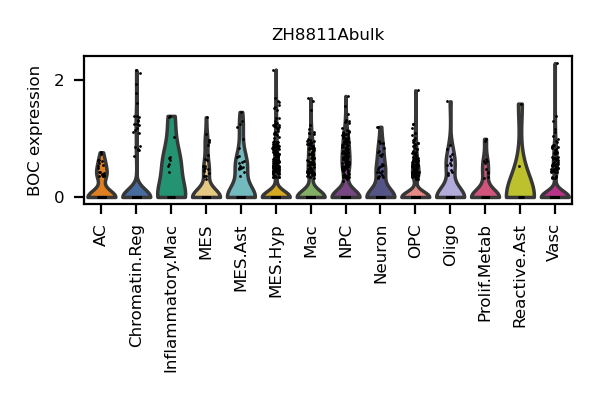 ZH8811Abulk
BOC expression
2
0
AC
Chromatin.Reg
Inflammatory.Mac
MES
MES.Ast
MES.Hyp
Mac
NPC
Neuron
OPC
Oligo
Prolif.Metab
Reactive.Ast
Vasc